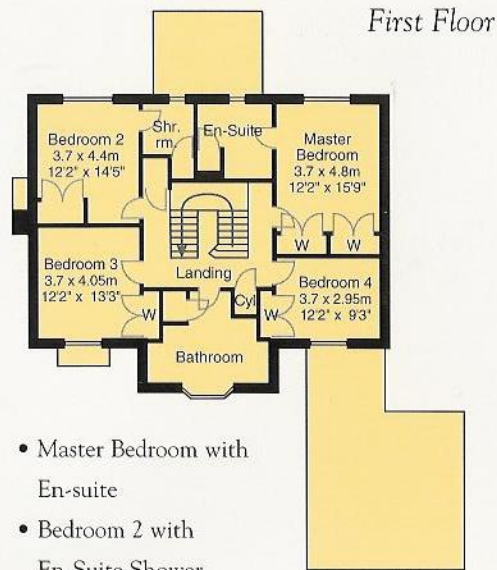 First Floor
Bedroom 2
3.7 x 4.4m
12'2" x 14'5"
Shr.
rm
En-Suite
Master
Bedroom
3.7 x 4.8m
12'2" x 15'9"
W
W
Bedroom 3
3.7 x 4.05m
12'2" x 13'3"
W
Landing
Cyl
W
Bedroom 4
3.7 x 2.95m
12'2" x 9'3"
Bathroom
• Master Bedroom with
En-suite
• Bedroom 2 with
En-Suite Shower